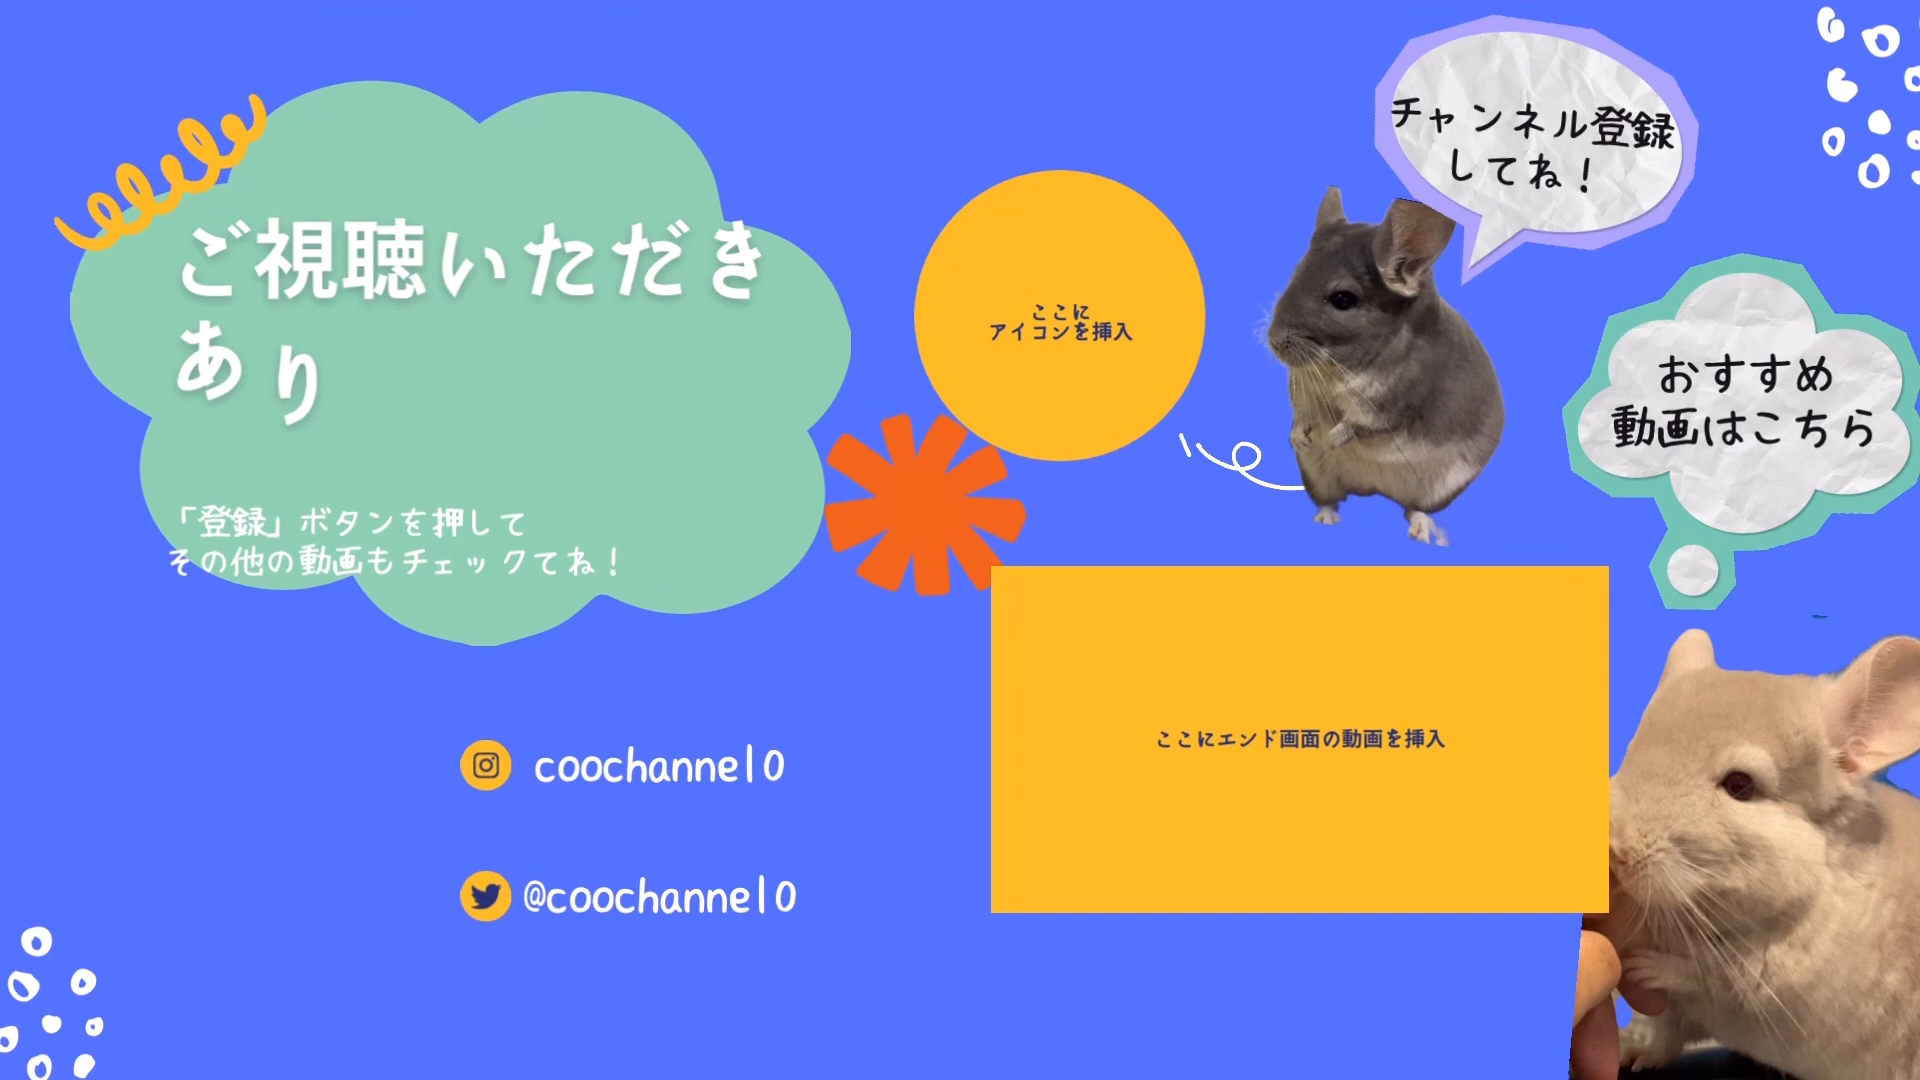 ご視聴いただき
あり
「登録」ボタンを押して
その他の動画もチェックてね！
ここに
アイコンを挿入
チャンネル登録
してね！
おすすめ
動画はこちら
ここにエンド画面の動画を挿入
coochannel0
@coochannel0